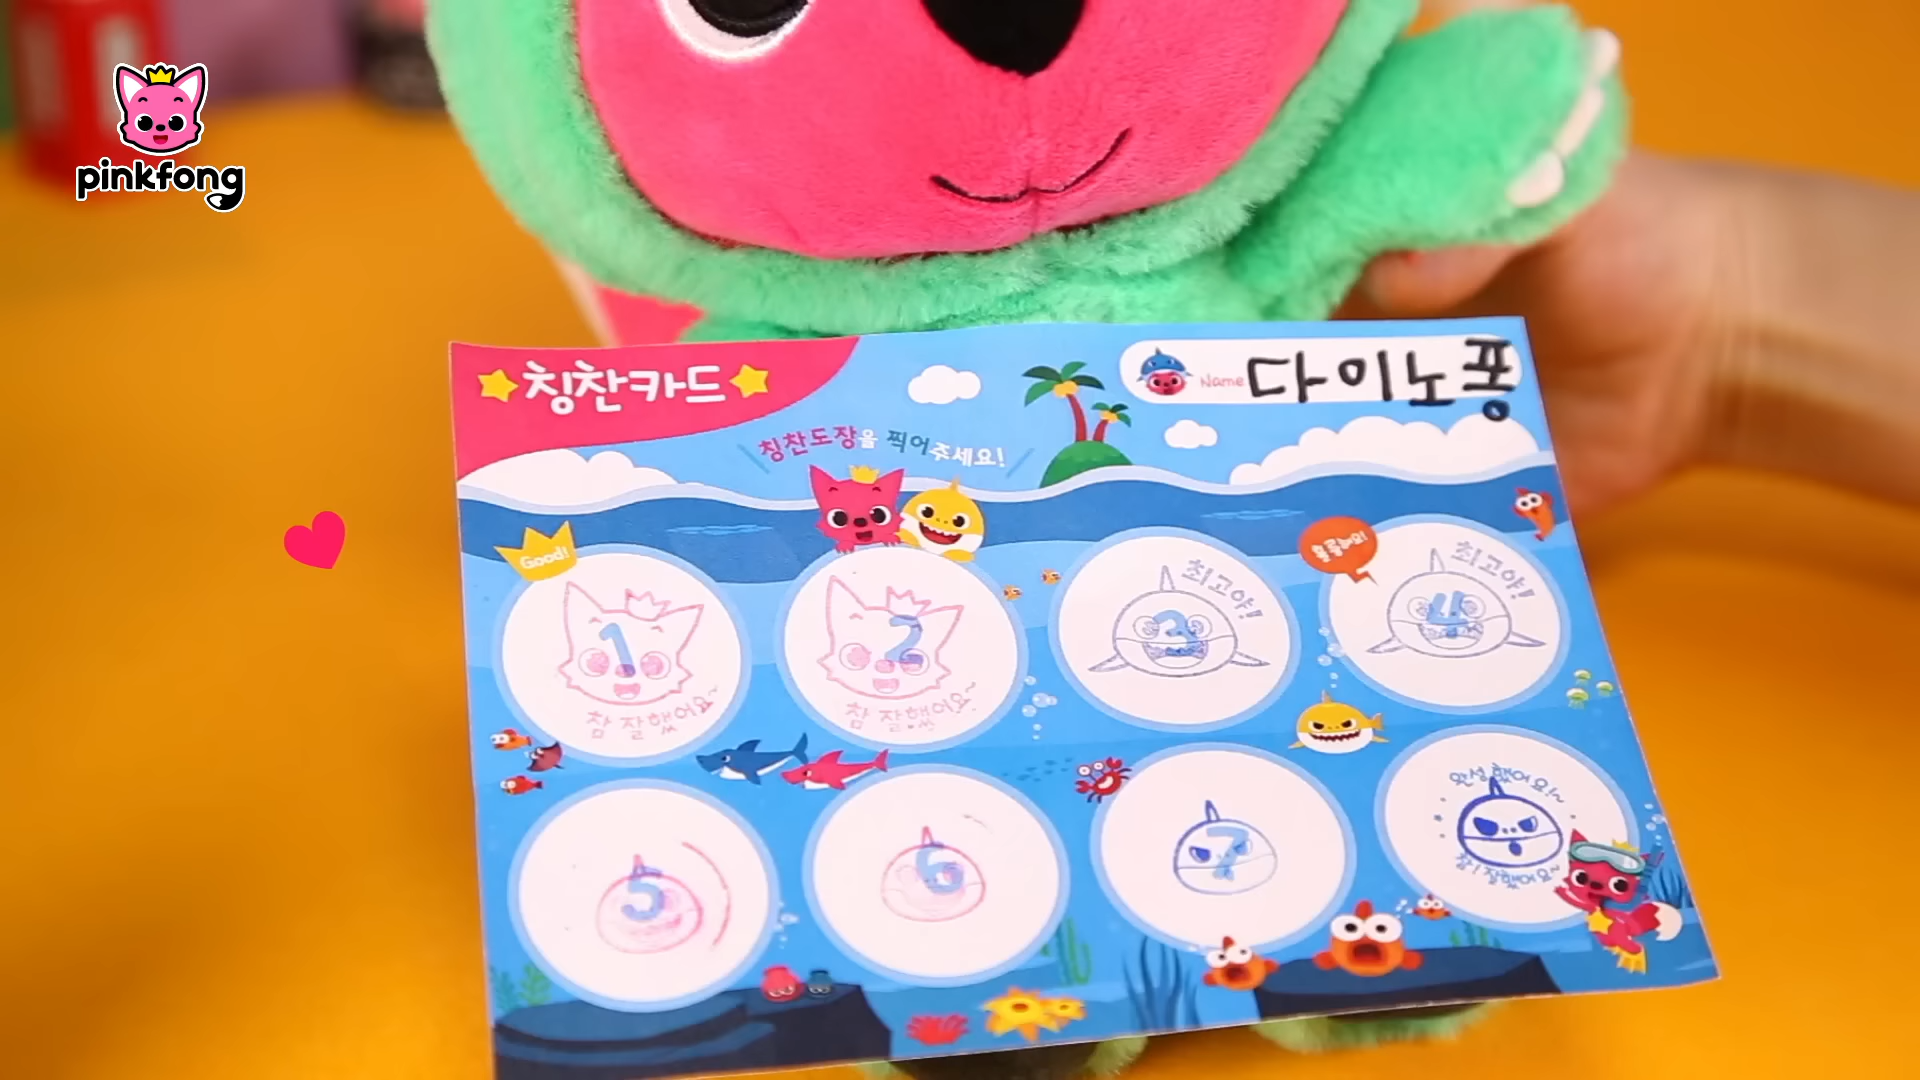 pinkfong
칭찬카드
Name 다이노퐁
칭찬도장을 찍어주세요!
Good!
훌륭해요!
1
참 잘했어요~
2
참 잘했어요~
3
최고야!
4
최고야!
5
6
7
완성했어요!~
참! 잘했어요~